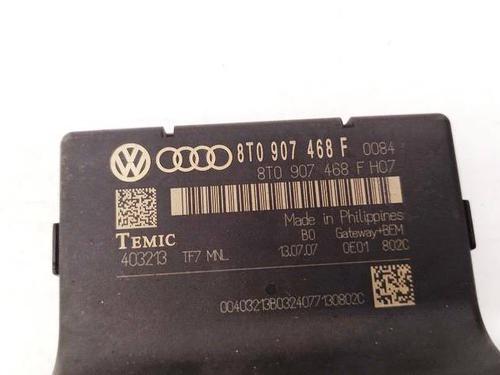 8T0 907 468 F 0084
8T0 907 468 F H07
Made in Philippines
TEMIC B0 Gateway+BEM
403213 TF7 MNL 13.07.07 0E01 802C
00403213B0324077130802C